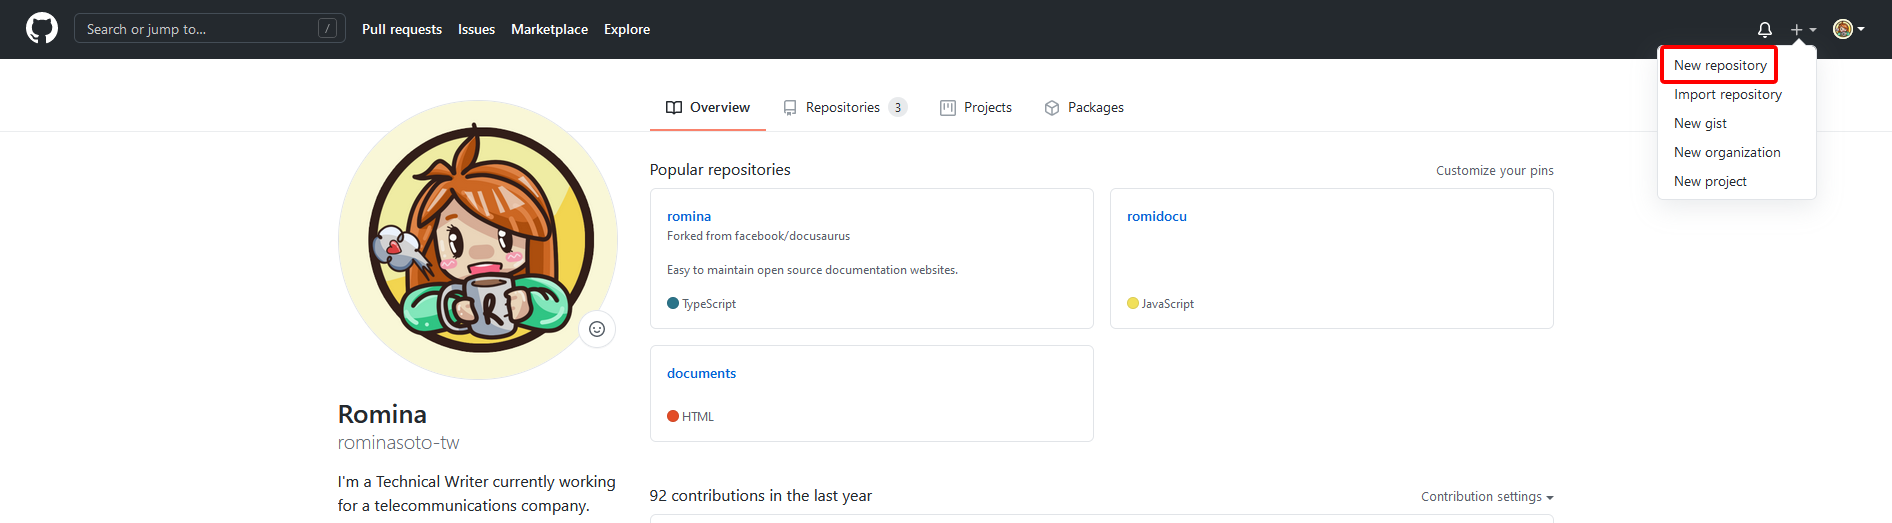 Search or jump to... /
Pull requests
Issues
Marketplace
Explore
New repository
Import repository
New gist
New organization
New project
Overview
Repositories 3
Projects
Packages
Popular repositories
Customize your pins
romina
Forked from facebook/docusaurus
Easy to maintain open source documentation websites.
TypeScript
romidocu
JavaScript
documents
HTML
R
Romina
rominasoto-tw
I'm a Technical Writer currently working
for a telecommunications company.
92 contributions in the last year
Contribution settings